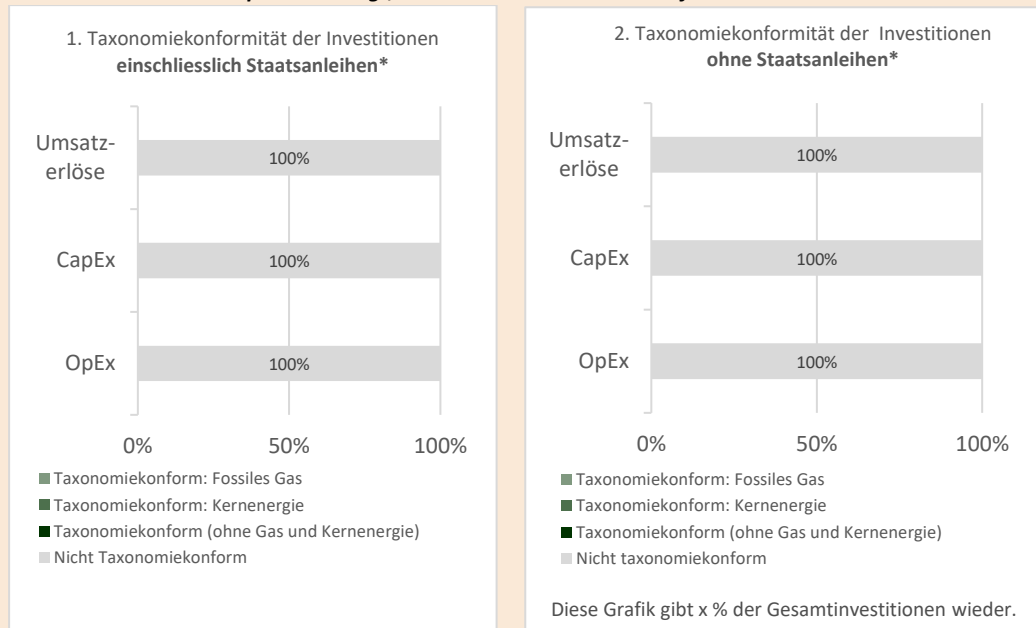 1. Taxonomiekonformität der Investitionen
einschliesslich Staatsanleihen*
Umsatz-
erlöse
100%
CapEx
100%
OpEx
100%
0%
50%
100%
Taxonomiekonform: Fossiles Gas
Taxonomiekonform: Kernenergie
Taxonomiekonform (ohne Gas und Kernenergie)
Nicht Taxonomiekonform
2. Taxonomiekonformität der Investitionen
ohne Staatsanleihen*
Umsatz-
erlöse
100%
CapEx
100%
OpEx
100%
0%
50%
100%
Taxonomiekonform: Fossiles Gas
Taxonomiekonform: Kernenergie
Taxonomiekonform (ohne Gas und Kernenergie)
Nicht taxonomiekonform
Diese Grafik gibt x % der Gesamtinvestitionen wieder.